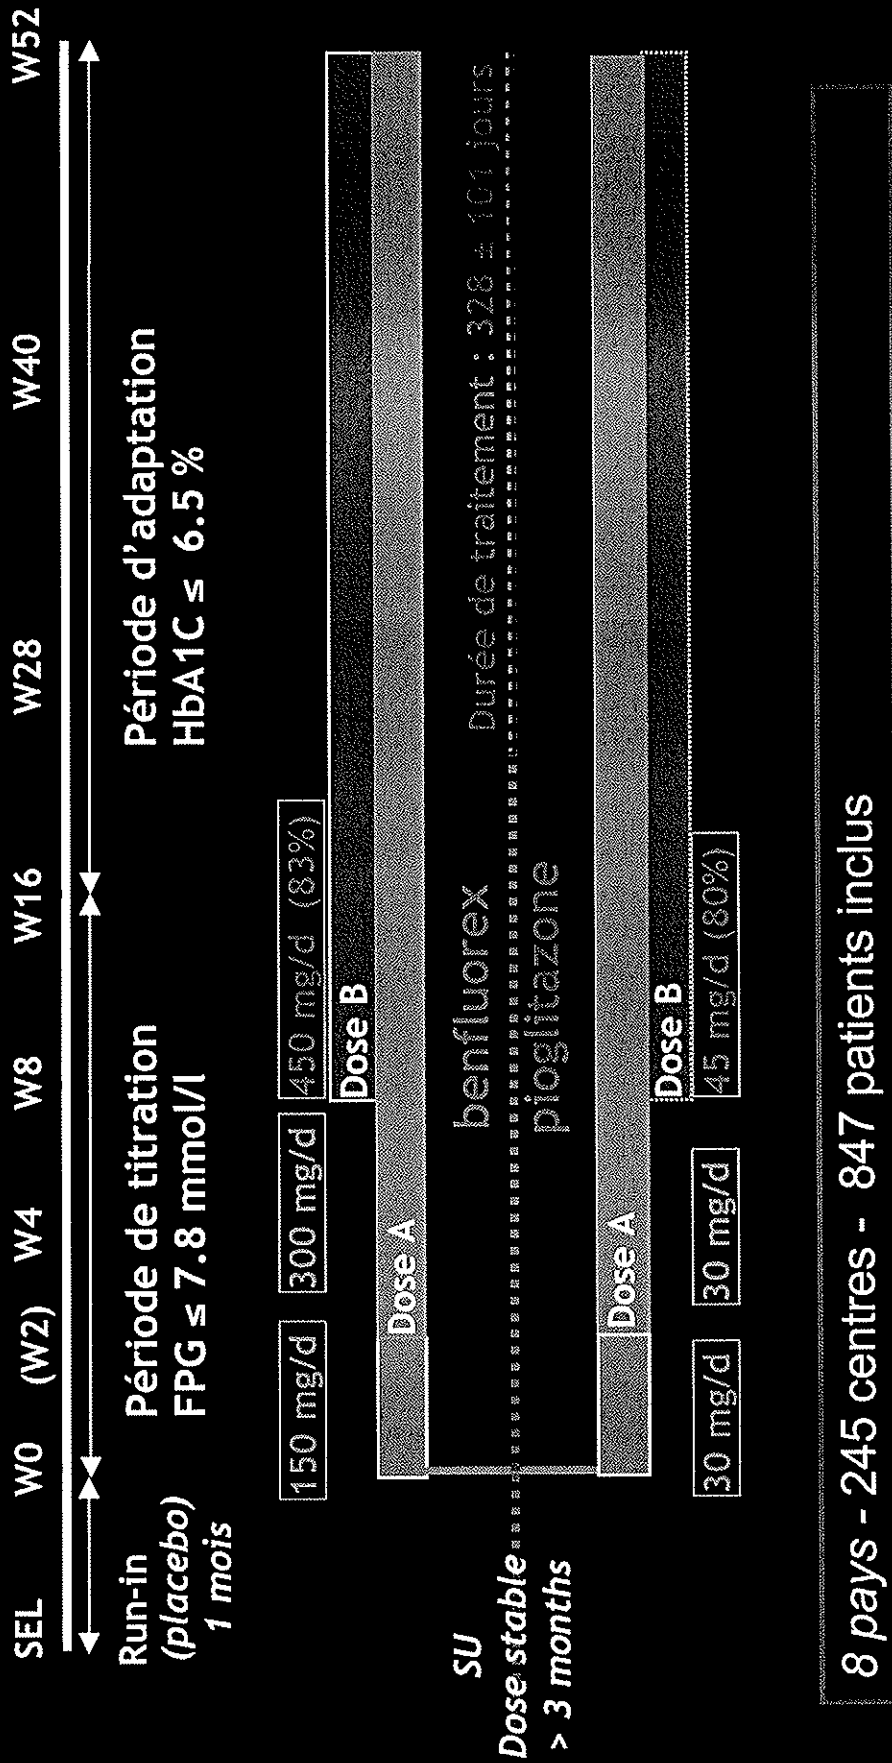 SEL W0 (W2) W4 W8 W16 W28 W40 W52
Run-in
(placebo)
1 mois
Période de titration
FPG ≤ 7.8 mmol/l
Période d'adaptation
HbA1C ≤ 6.5 %
150 mg/d 300 mg/d 450 mg/d (83%)
Dose B
Dose A
SU
Dose stable
> 3 months
benfluorex
Durée de traitement : 328 ± 101 jours
pioglitazone
Dose A
Dose B
30 mg/d 30 mg/d 45 mg/d (80%)
8 pays - 245 centres - 847 patients inclus